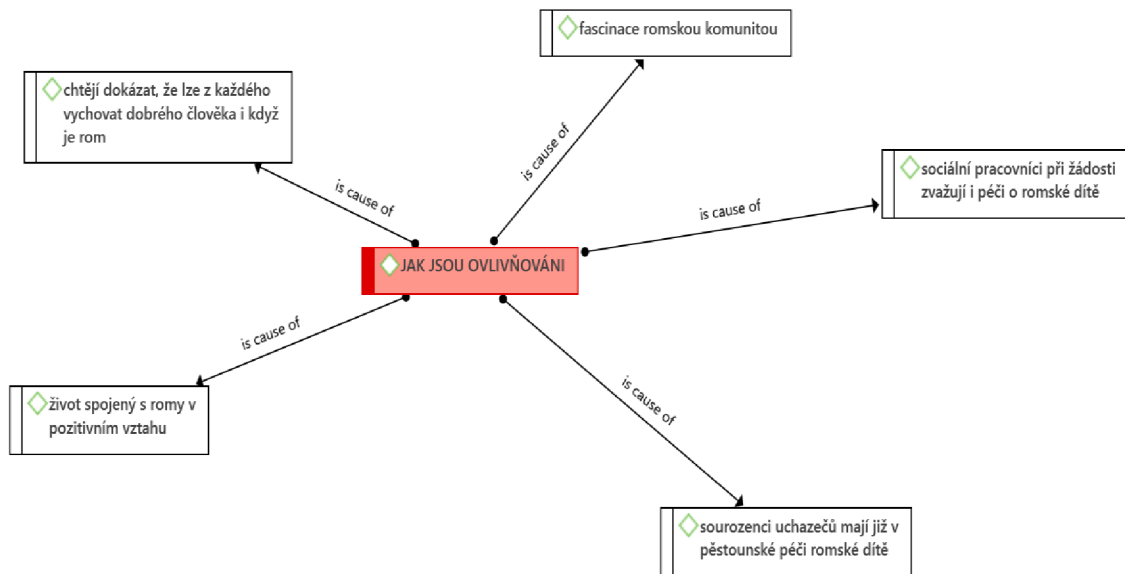 fascinace romskou komunitou
chtějí dokázat, že lze z každého
vychovat dobrého člověka i když
je rom
is cause of
sociální pracovníci při žádosti
zvažují i péči o romské dítě
is cause of
is cause of
JAK JSOU OVLIVŇOVÁNI
is cause of
život spojený s romy v
pozitivním vztahu
is cause of
sourozenci uchazečů mají již v
pěstounské péči romské dítě